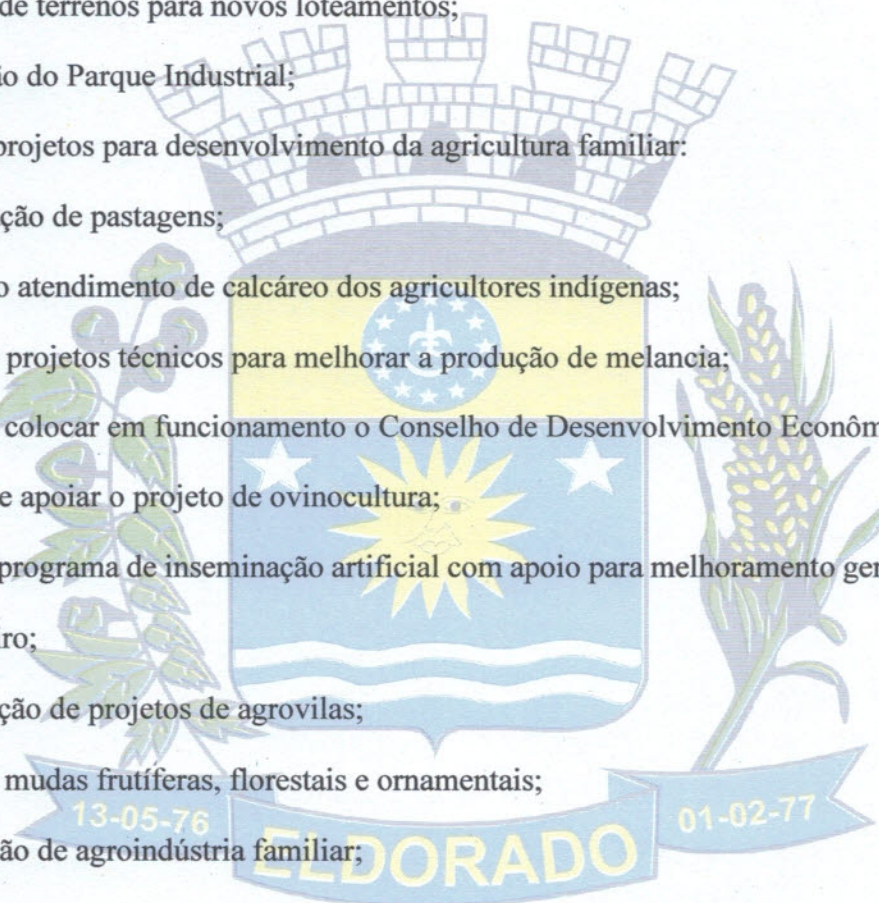 de terrenos para novos loteamentos;
ão do Parque Industrial;
projetos para desenvolvimento da agricultura familiar:
ção de pastagens;
o atendimento de calcáreo dos agricultores indígenas;
projetos técnicos para melhorar a produção de melancia;
colocar em funcionamento o Conselho de Desenvolvimento Econôm
e apoiar o projeto de ovinocultura;
programa de inseminação artificial com apoio para melhoramento ger
iro;
ção de projetos de agrovilas;
mudas frutíferas, florestais e ornamentais;
13-05-76 ELDORADO 01-02-77
ão de agroindústria familiar;